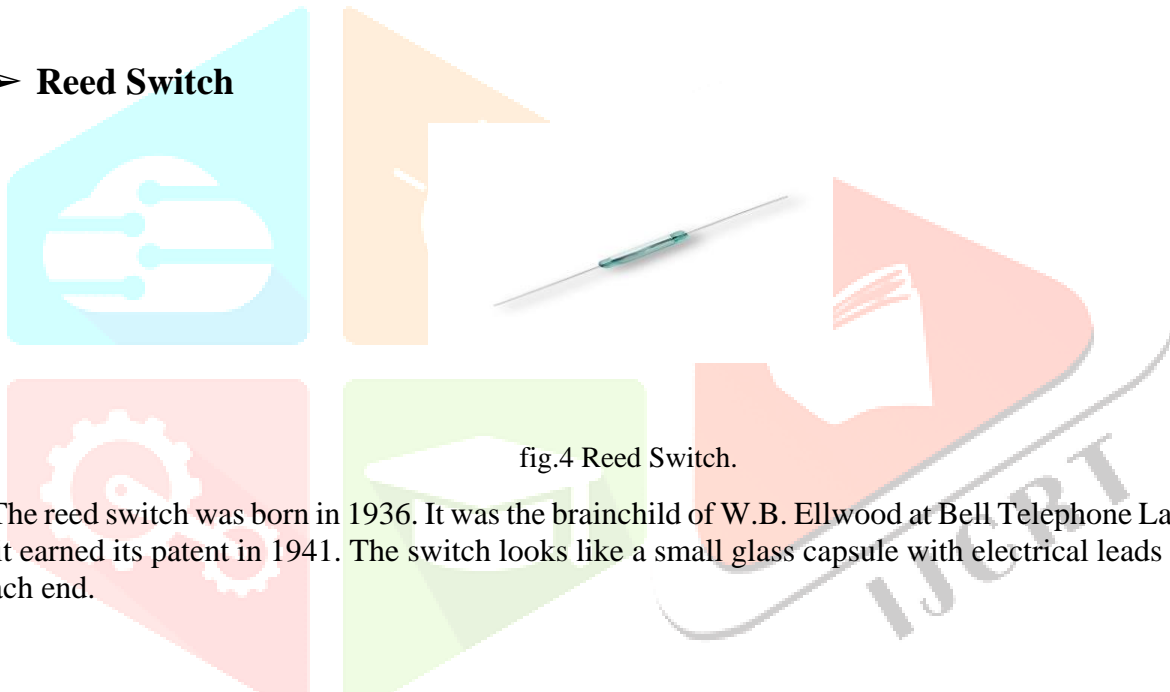 ➢ Reed Switch
fig.4 Reed Switch.
The reed switch was born in 1936. It was the brainchild of W.B. Ellwood at Bell Telephone La
it earned its patent in 1941. The switch looks like a small glass capsule with electrical leads
ach end.
IJCRT